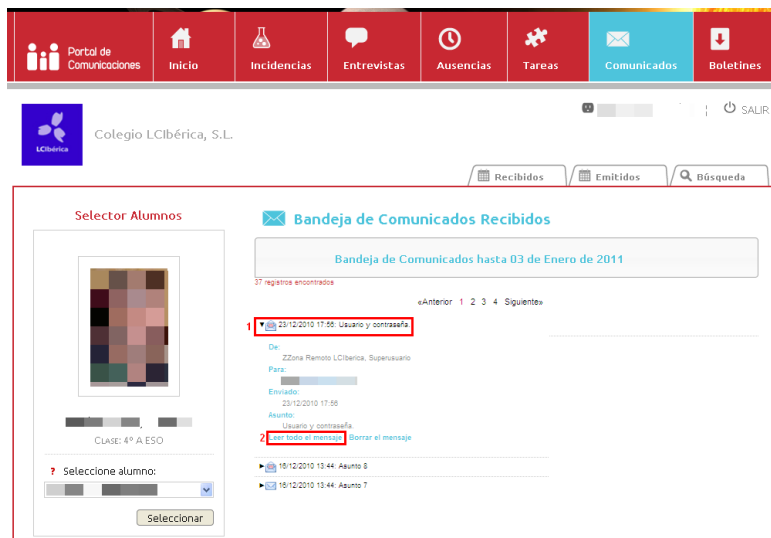 Portal de
Comunicaciones
Inicio
Incidencias
Entrevistas
Ausencias
Tareas
Comunicados
Boletines
LCIbérica
Colegio LCIbérica, S.L.
¦ SALIR
Recibidos
Emitidos
Búsqueda
Selector Alumnos
CLASE: 4º A ESO
? Seleccione alumno:
Seleccionar
Bandeja de Comunicados Recibidos
Bandeja de Comunicados hasta 03 de Enero de 2011
37 registros encontrados
«Anterior 1 2 3 4 Siguiente»
1 ▼ 23/12/2010 17:56: Usuario y contraseña.
De:
ZZona Remoto LCIberica, Superusuario
Para:
Enviado:
23/12/2010 17:56
Asunto:
Usuario y contraseña.
2 Leer todo el mensaje Borrar el mensaje
► 16/12/2010 13:44: Asunto 8
► 16/12/2010 13:44: Asunto 7